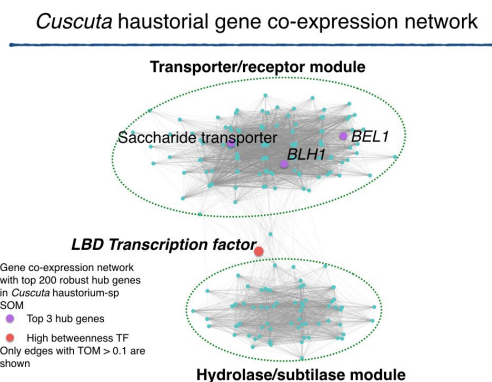 Cuscuta haustorial gene co-expression network
Transporter/receptor module
Saccharide transporter
BEL1
BLH1
LBD Transcription factor
Gene co-expression network
with top 200 robust hub genes
in Cuscuta haustorium-sp
SOM
Top 3 hub genes
High betweenness TF
Only edges with TOM > 0.1 are
shown
Hydrolase/subtilase module